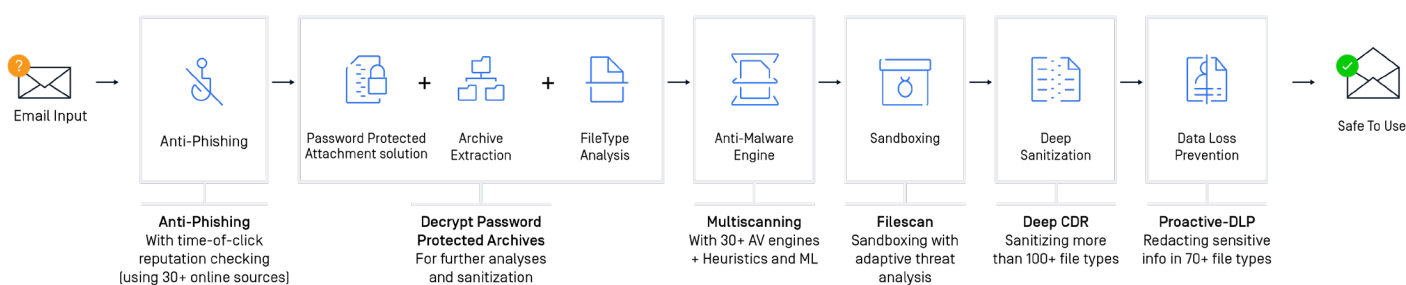 ?
Email Input
Anti-Phishing
Password Protected
Attachment solution
+
Archive
Extraction
+
FileType
Analysis
Anti-Malware
Engine
Sandboxing
Deep
Sanitization
Data Loss
Prevention
Safe To Use
Anti-Phishing
With time-of-click
reputation checking
(using 30+ online sources)
Decrypt Password
Protected Archives
For further analyses
and sanitization
Multiscanning
With 30+ AV engines
+ Heuristics and ML
Filescan
Sandboxing with
adaptive threat
analysis
Deep CDR
Sanitizing more
than 100+ file types
Proactive-DLP
Redacting sensitive
info in 70+ file types